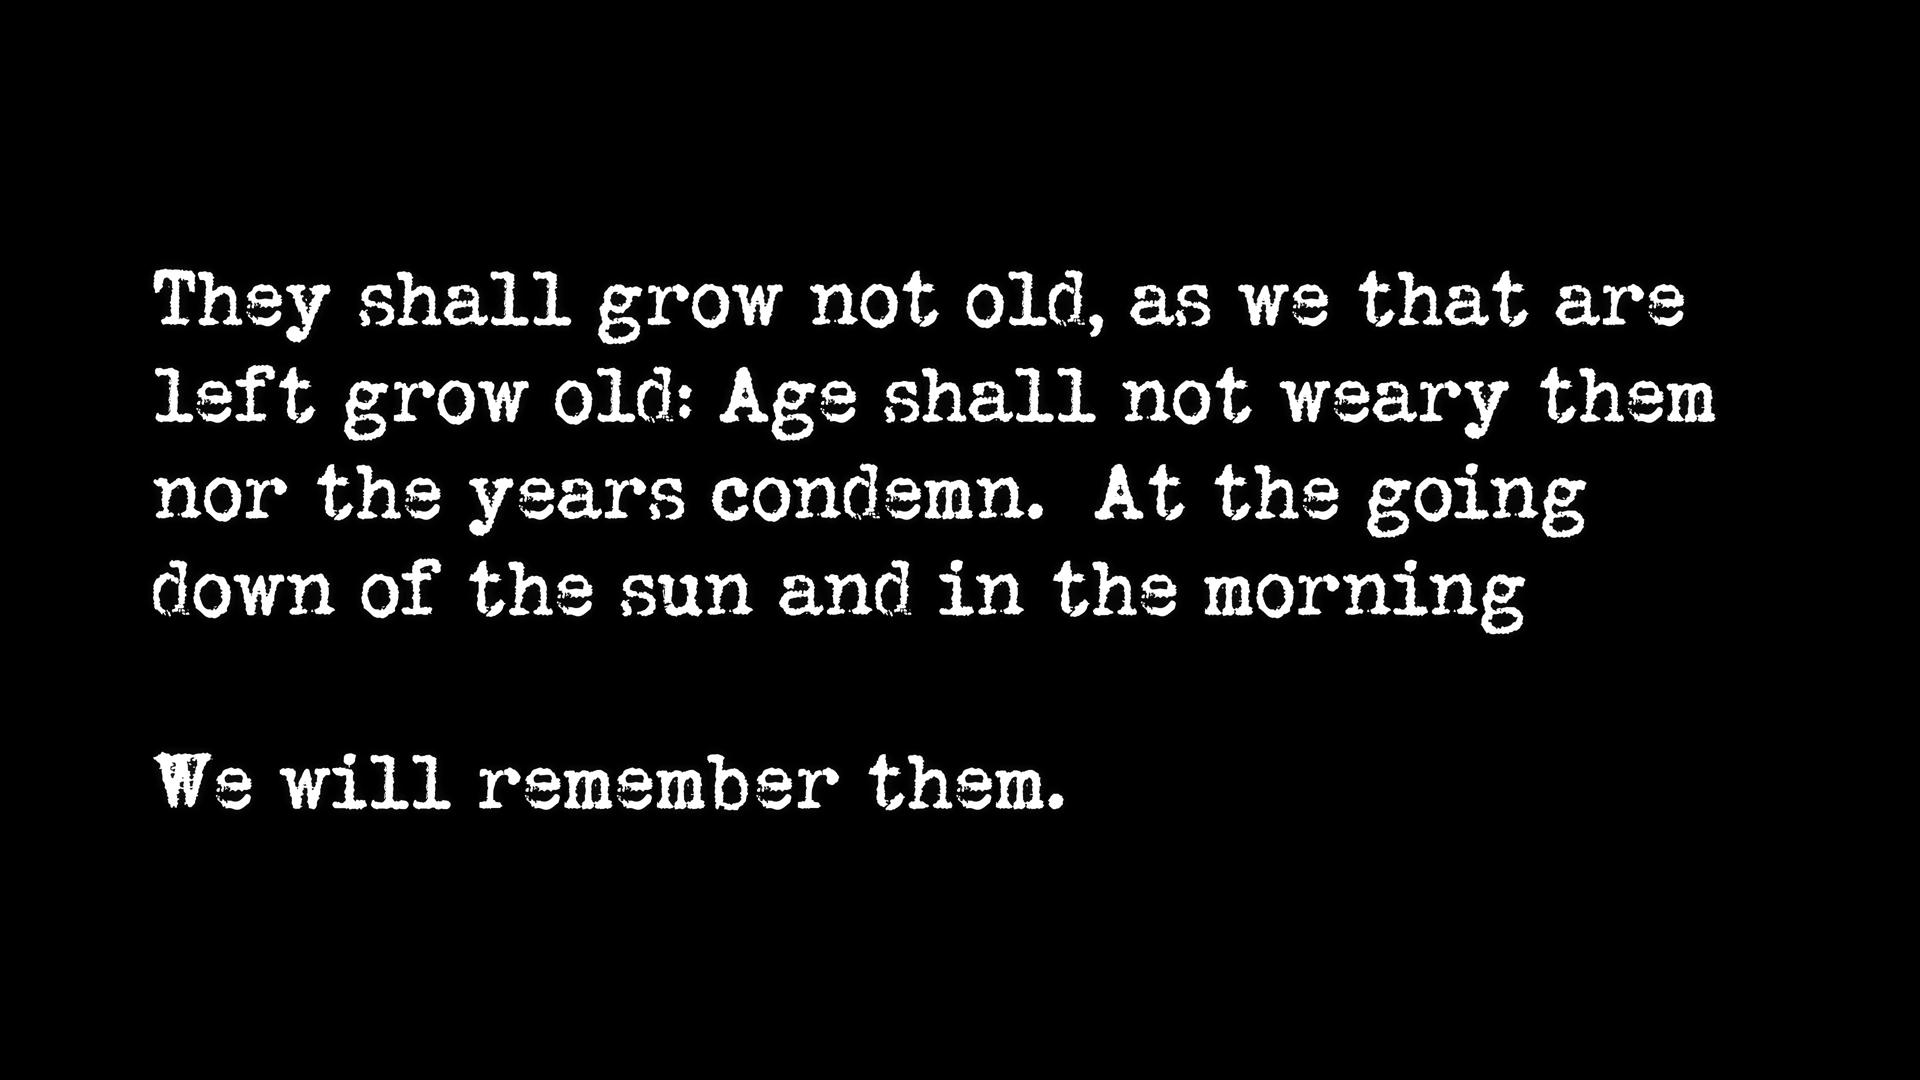 They shall grow not old, as we that are
left grow old: Age shall not weary them
nor the years condemn.  At the going
down of the sun and in the morning
We will remember them.